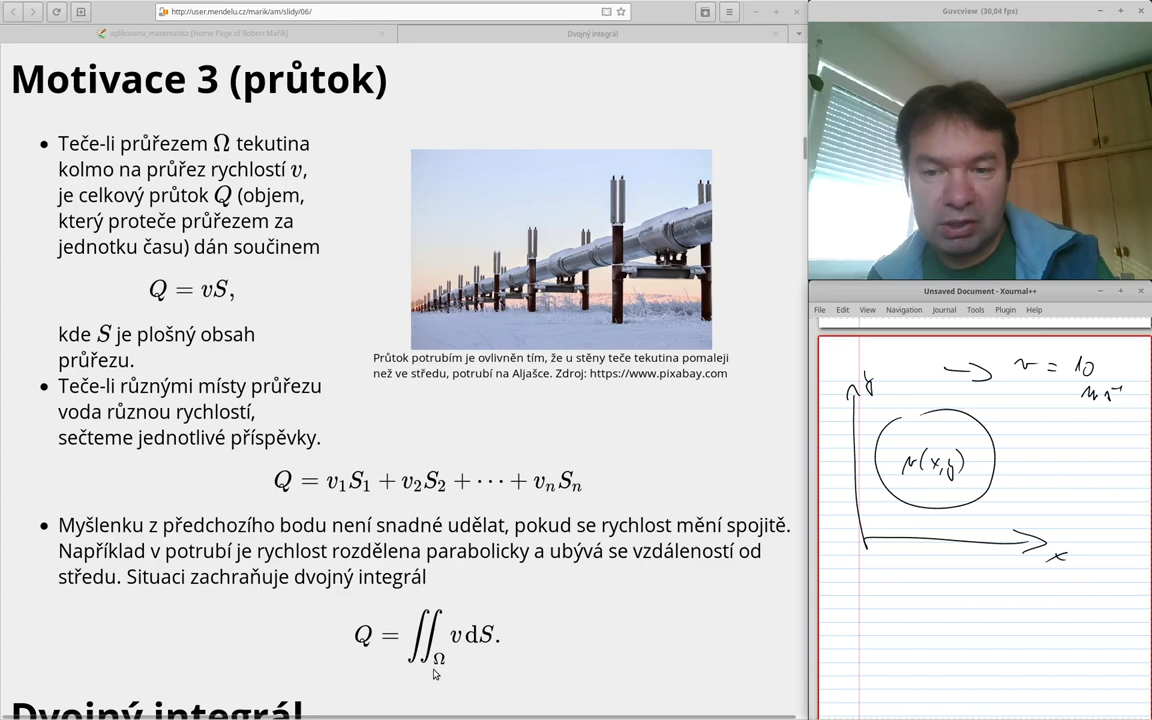 http://user.mendelu.cz/marik/am/slidy/06/
aplikovana_matematika [Home Page of Robert Mařík]
Dvojný integrál
Motivace 3 (průtok)
Teče-li průřezem Ω tekutina
kolmo na průřez rychlostí v,
je celkový průtok Q (objem,
který proteče průřezem za
jednotku času) dán součinem
Q = vS,
kde S je plošný obsah
průřezu.
Teče-li různými místy průřezu
voda různou rychlostí,
sečteme jednotlivé příspěvky.
Průtok potrubím je ovlivněn tím, že u stěny teče tekutina pomaleji
než ve středu, potrubí na Aljašce. Zdroj: https://www.pixabay.com
Q = v₁S₁ + v₂S₂ + ⋯ + vₙSₙ
Myšlenku z předchozího bodu není snadné udělat, pokud se rychlost mění spojitě.
Například v potrubí je rychlost rozdělena parabolicky a ubývá se vzdáleností od
středu. Situaci zachraňuje dvojný integrál
Q = ∬_Ω v dS.
Dvojný integrál
Guvcview (30,04 fps)
Unsaved Document - Xournal++
File Edit View Navigation Journal Tools Plugin Help
v = 10
y
v(x,y)
x